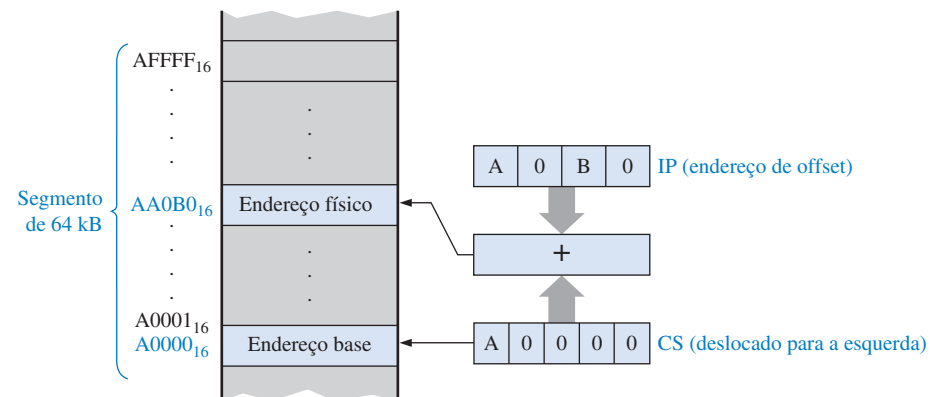 AFFFF₁₆
A 0 B 0 IP (endereço de offset)
Segmento
de 64 kB
AA0B0₁₆ Endereço físico
+
A0001₁₆
A0000₁₆ Endereço base A 0 0 0 0 CS (deslocado para a esquerda)